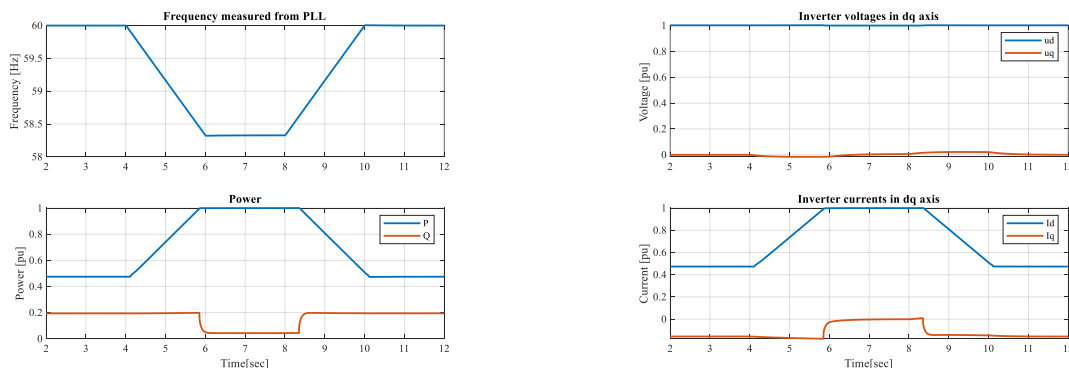 Frequency measured from PLL
Frequency [Hz]
60
59.5
59
58.5
58
2 3 4 5 6 7 8 9 10 11 12
Inverter voltages in dq axis
Voltage [pu]
1
0.8
0.6
0.4
0.2
0
ud
uq
2 3 4 5 6 7 8 9 10 11 12
Power
Power [pu]
1
0.8
0.6
0.4
0.2
0
P
Q
2 3 4 5 6 7 8 9 10 11 12
Time[sec]
Inverter currents in dq axis
Current [pu]
1
0.8
0.6
0.4
0.2
0
Id
Iq
2 3 4 5 6 7 8 9 10 11 12
Time[sec]